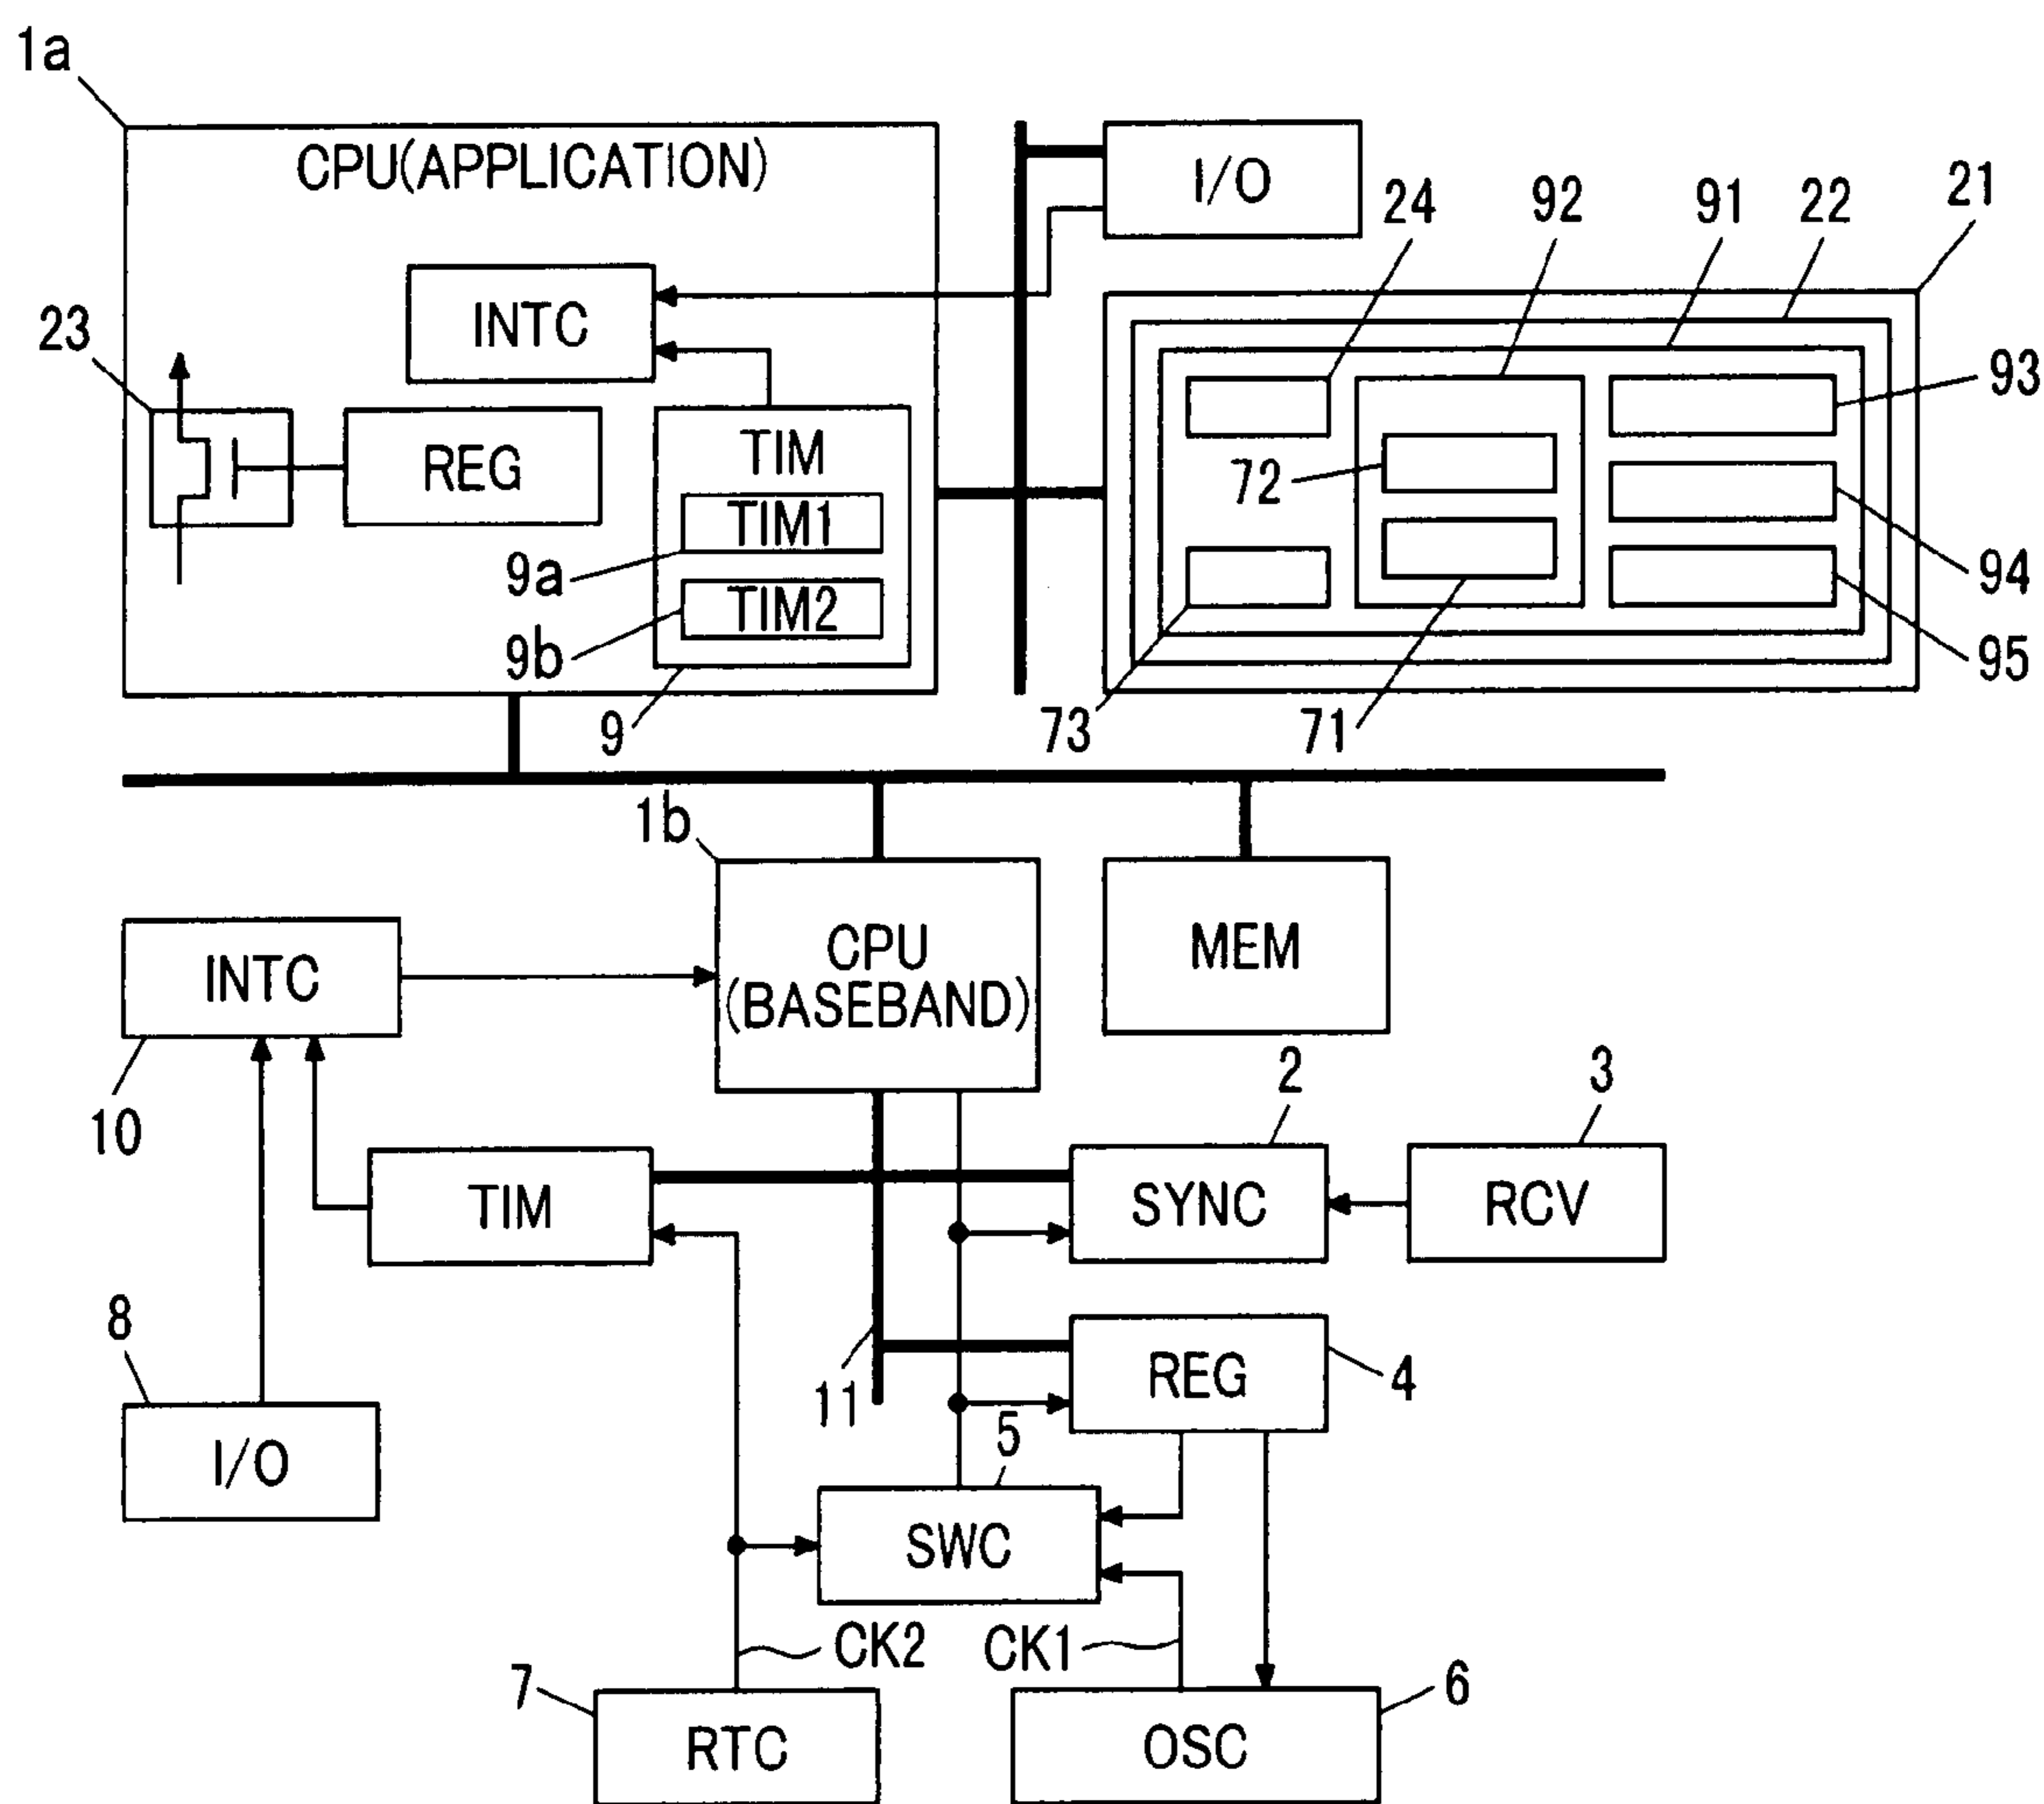 1a
CPU(APPLICATION)
I/O
24
92
91
22
21
INTC
23
93
REG
TIM
72
TIM1
9a
94
TIM2
9b
95
9
73
71
1b
CPU
(BASEBAND)
MEM
INTC
10
2
3
TIM
SYNC
RCV
8
REG
4
11
5
I/O
SWC
CK2
CK1
7
6
RTC
OSC